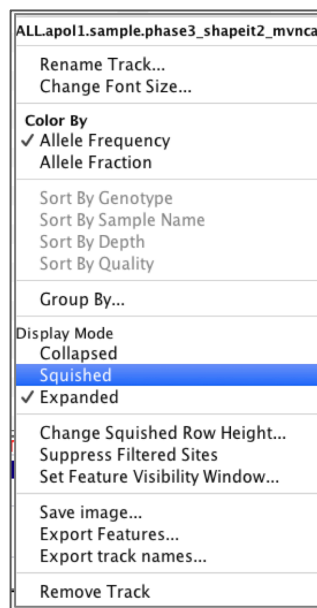 ALL.apol1.sample.phase3_shapeit2_mvnca
Rename Track...
Change Font Size...
Color By
✓ Allele Frequency
Allele Fraction
Sort By Genotype
Sort By Sample Name
Sort By Depth
Sort By Quality
Group By...
Display Mode
Collapsed
Squished
✓ Expanded
Change Squished Row Height...
Suppress Filtered Sites
Set Feature Visibility Window...
Save image...
Export Features...
Export track names...
Remove Track